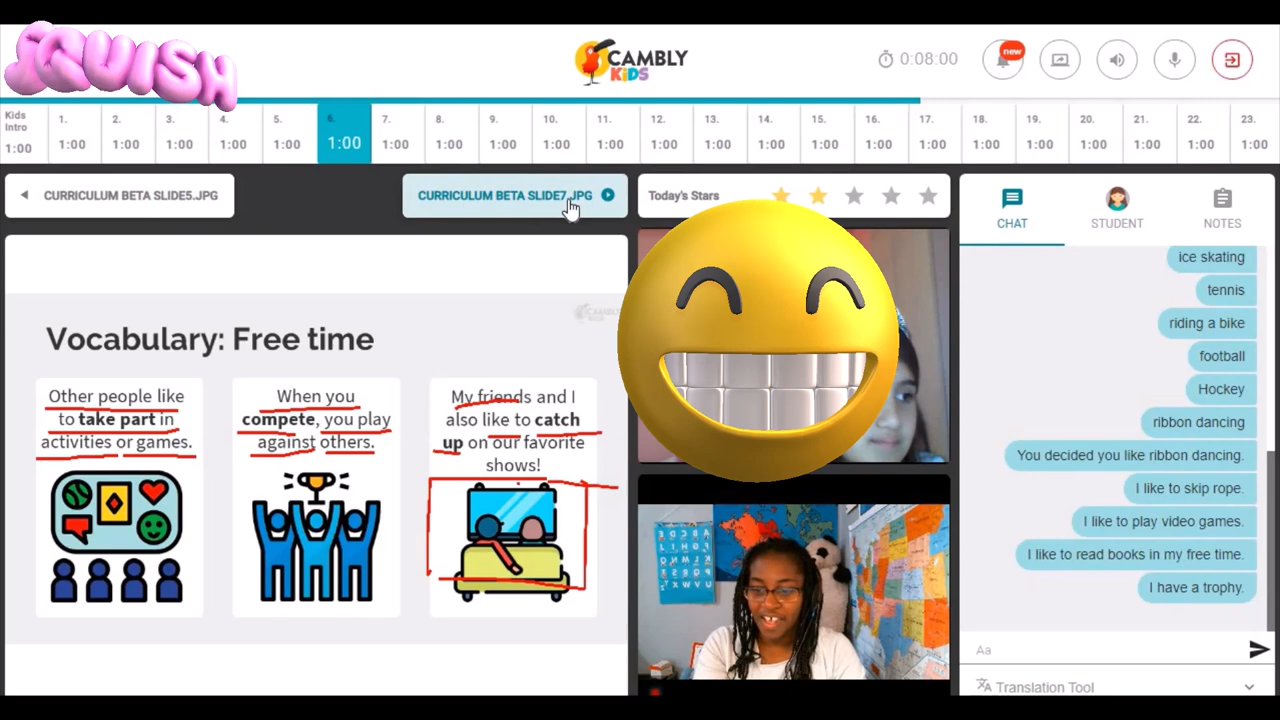 SQUISH
CAMBLY
KiDS
0:08:00
new
Kids
Intro
1:00
1.
1:00
2.
1:00
3.
1:00
4.
1:00
5.
1:00
6.
1:00
7.
1:00
8.
1:00
9.
1:00
10.
1:00
11.
1:00
12.
1:00
13.
1:00
14.
1:00
15.
1:00
16.
1:00
17.
1:00
18.
1:00
19.
1:00
20.
1:00
21.
1:00
22.
1:00
23.
1:00
CURRICULUM BETA SLIDE5.JPG
CURRICULUM BETA SLIDE7.JPG
Today's Stars
CHAT
STUDENT
NOTES
Vocabulary: Free time
Other people like
to take part in
activities or games.
When you
compete, you play
against others.
My friends and I
also like to catch
up on our favorite
shows!
ice skating
tennis
riding a bike
football
Hockey
ribbon dancing
You decided you like ribbon dancing.
I like to skip rope.
I like to play video games.
I like to read books in my free time.
I have a trophy.
Aa
Translation Tool